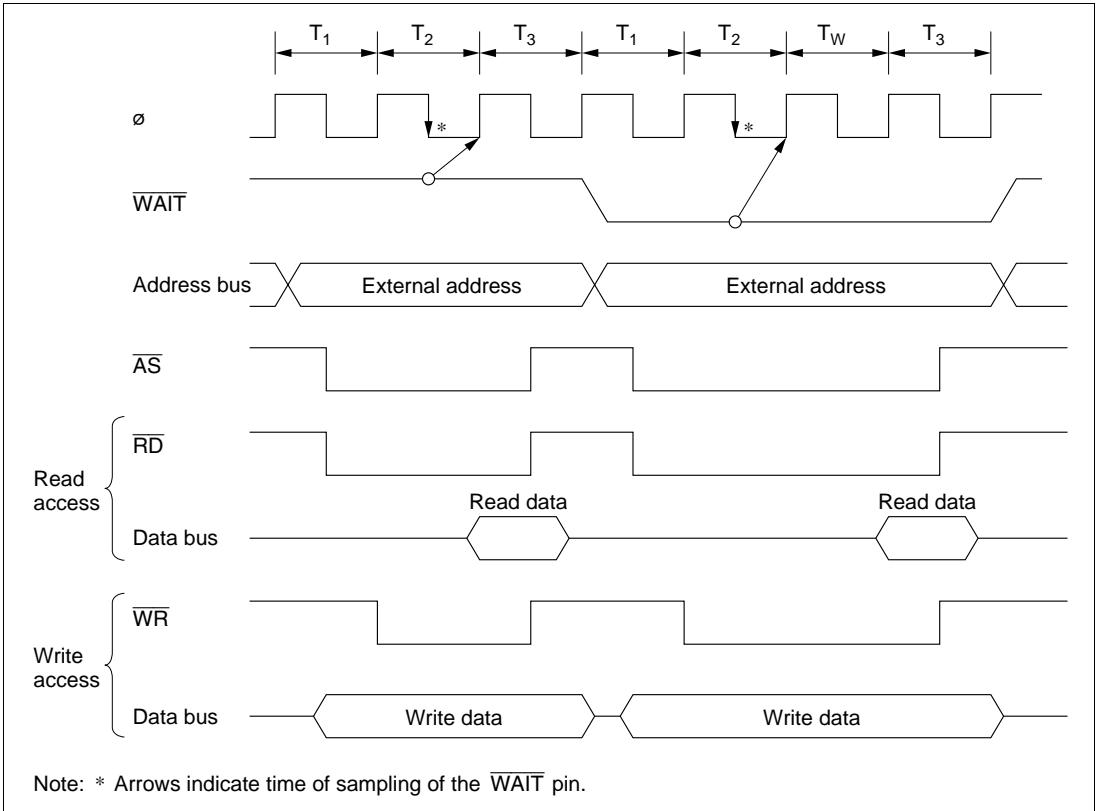 T1 T2 T3 T1 T2 TW T3
ø
* *
WAIT
Address bus External address External address
AS
Read access
RD
Read data Read data
Data bus
Write access
WR
Data bus Write data Write data
Note: * Arrows indicate time of sampling of the WAIT pin.